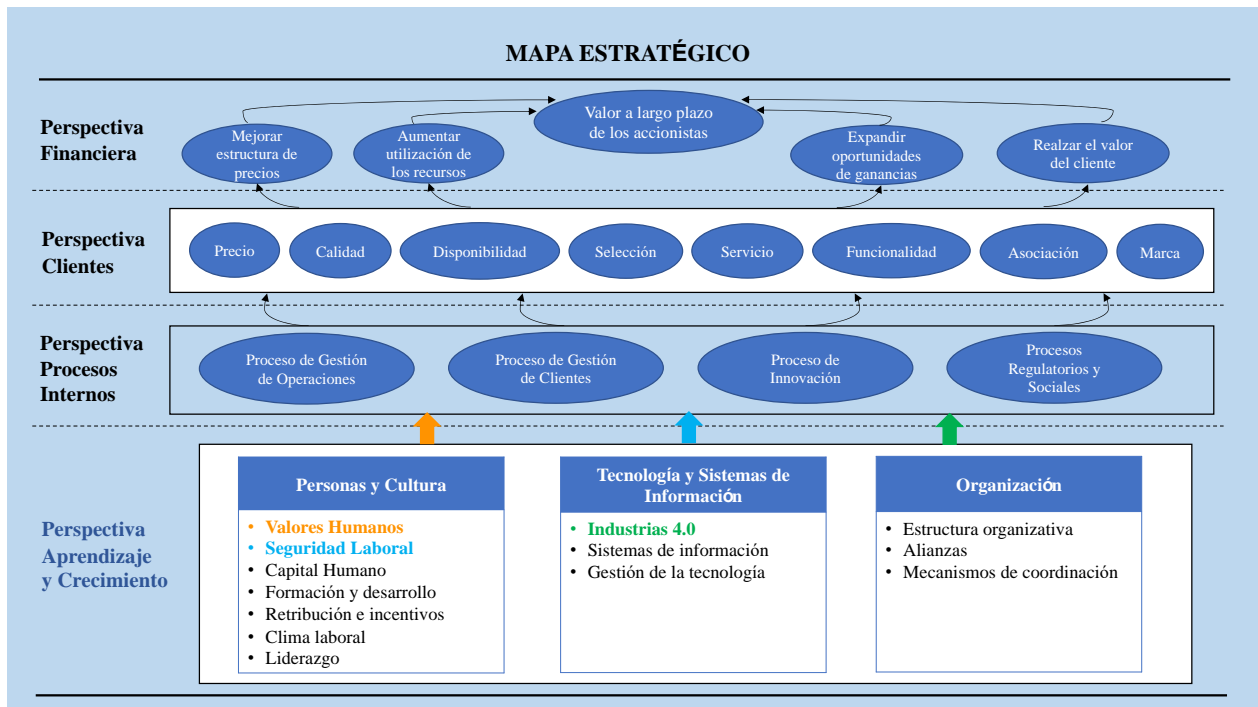 MAPA ESTRATÉGICO
Perspectiva
Financiera
Valor a largo plazo
de los accionistas
Mejorar
estructura de
precios
Aumentar
utilización de
los recursos
Expandir
oportunidades
de ganancias
Realzar el valor
del cliente
Perspectiva
Clientes
Precio
Calidad
Disponibilidad
Selección
Servicio
Funcionalidad
Asociación
Marca
Perspectiva
Procesos
Internos
Proceso de Gestión
de Operaciones
Proceso de Gestión
de Clientes
Proceso de
Innovación
Procesos
Regulatorios y
Sociales
Perspectiva
Aprendizaje
y Crecimiento
Personas y Cultura
• Valores Humanos
• Seguridad Laboral
• Capital Humano
• Formación y desarrollo
• Retribución e incentivos
• Clima laboral
• Liderazgo
Tecnología y Sistemas de
Información
• Industrias 4.0
• Sistemas de información
• Gestión de la tecnología
Organización
• Estructura organizativa
• Alianzas
• Mecanismos de coordinación